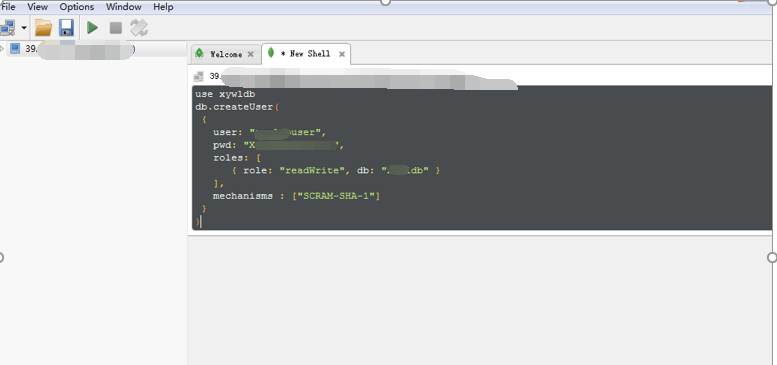 File View Options Window Help
39.
Welcome * New Shell
39.
use xywldb
db.createUser(
{
user: "user",
pwd: "X",
roles: [
{ role: "readWrite", db: "db" }
],
mechanisms : ["SCRAM-SHA-1"]
}
)